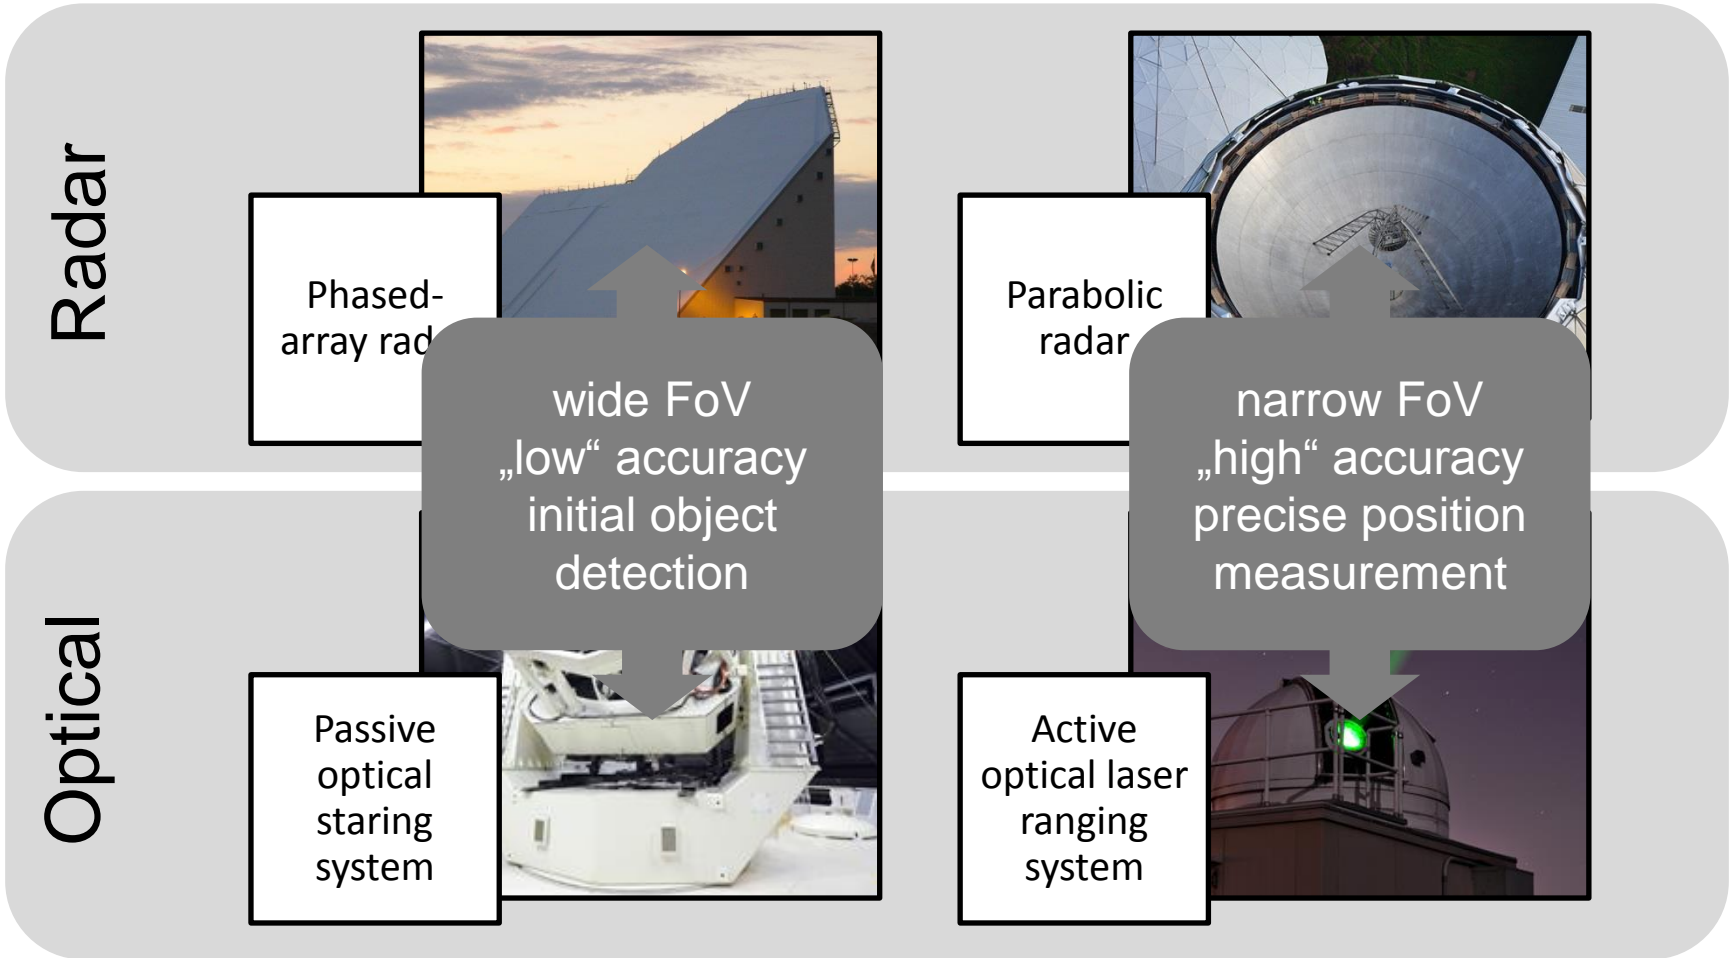 Radar
Phased-
array rad
wide FoV
„low“ accuracy
initial object
detection
Parabolic
radar
narrow FoV
„high“ accuracy
precise position
measurement
Optical
Passive
optical
staring
system
Active
optical laser
ranging
system